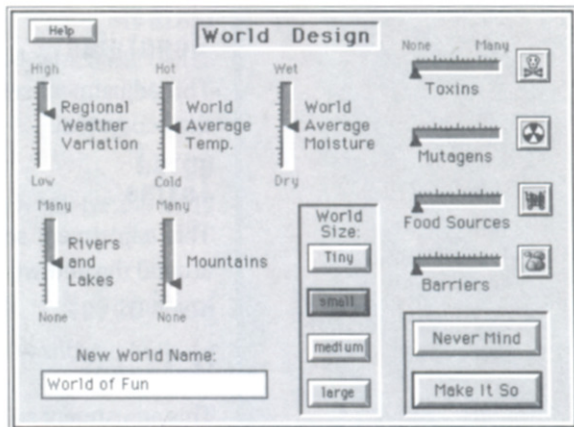 Help
World Design
High
Regional
Weather
Variation
Low
Hot
World
Average
Temp.
Cold
Wet
World
Average
Moisture
Dry
None Many
Toxins
Mutagens
Food Sources
Barriers
Many
Rivers
and
Lakes
None
Many
Mountains
None
World
Size:
Tiny
small
medium
large
New World Name:
World of Fun
Never Mind
Make It So